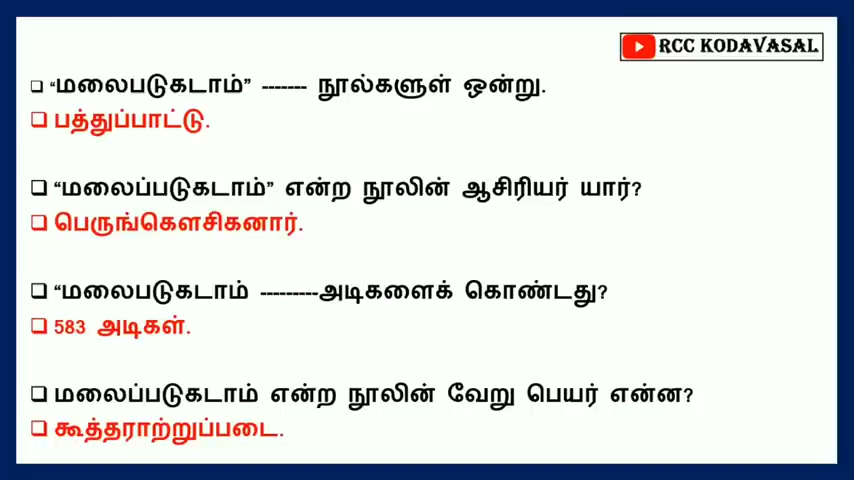 RCC KODAVASAL
❑ “மலைபடுகடாம்” ------- நூல்களுள் ஒன்று.
❑ பத்துப்பாட்டு.
❑ “மலைப்படுகடாம்” என்ற நூலின் ஆசிரியர் யார்?
❑ பெருங்கௌசிகனார்.
❑ “மலைபடுகடாம் ---------அடிகளைக் கொண்டது?
❑ 583 அடிகள்.
❑ மலைப்படுகடாம் என்ற நூலின் வேறு பெயர் என்ன?
❑ கூத்தராற்றுப்படை.